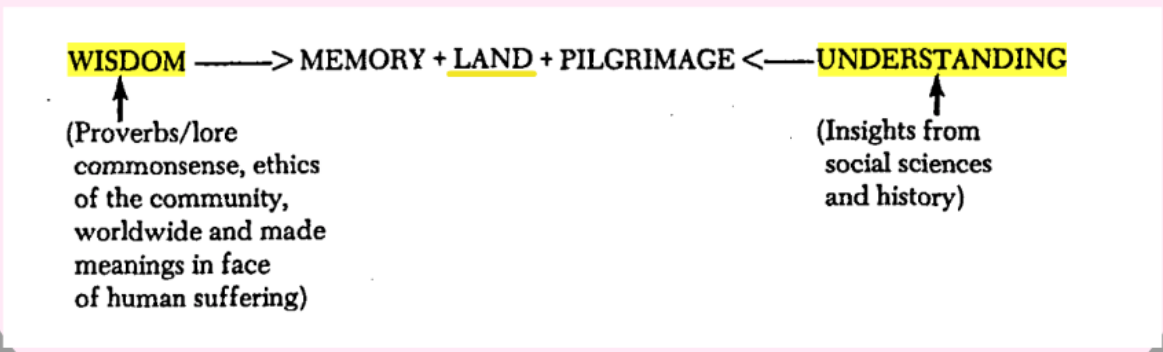 WISDOM ——> MEMORY + LAND + PILGRIMAGE <—— UNDERSTANDING
(Proverbs/lore
commonsense, ethics
of the community,
worldwide and made
meanings in face
of human suffering)
(Insights from
social sciences
and history)